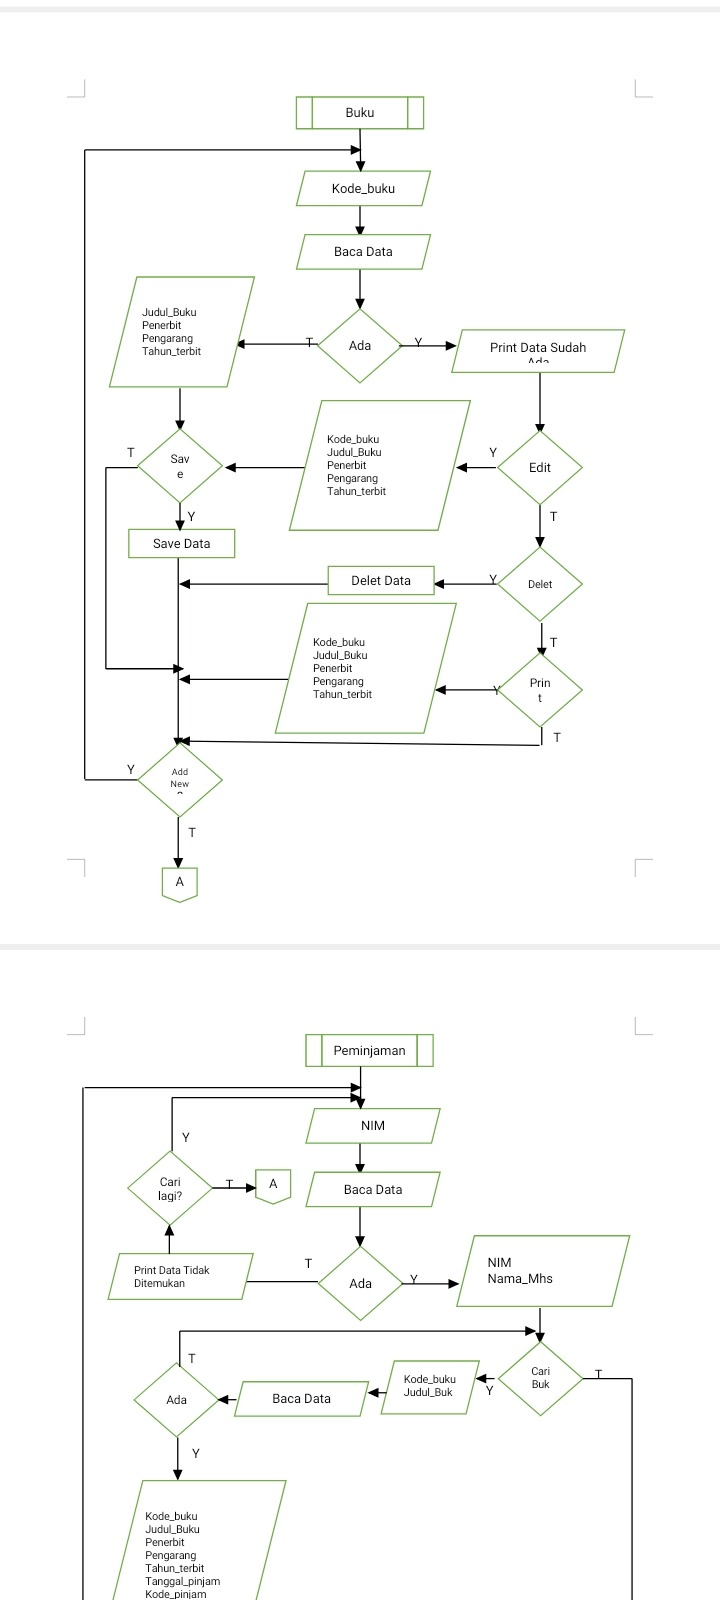 Buku
Kode_buku
Baca Data
Judul_Buku
Penerbit
Pengarang
Tahun_terbit
T
Ada
Y
Print Data Sudah
Ada
T
Sav
e
Kode_buku
Judul_Buku
Penerbit
Pengarang
Tahun_terbit
Y
Edit
Y
T
Save Data
Delet Data
Y
Delet
Kode_buku
Judul_Buku
Penerbit
Pengarang
Tahun_terbit
T
Y
Prin
t
T
Y
Add
New
T
A
Peminjaman
NIM
Y
Cari
lagi?
T
A
Baca Data
Print Data Tidak
Ditemukan
T
Ada
Y
NIM
Nama_Mhs
T
Ada
Baca Data
Kode_buku
Judul_Buk
Y
Cari
Buk
T
Y
Kode_buku
Judul_Buku
Penerbit
Pengarang
Tahun_terbit
Tanggal_pinjam
Kode_pinjam